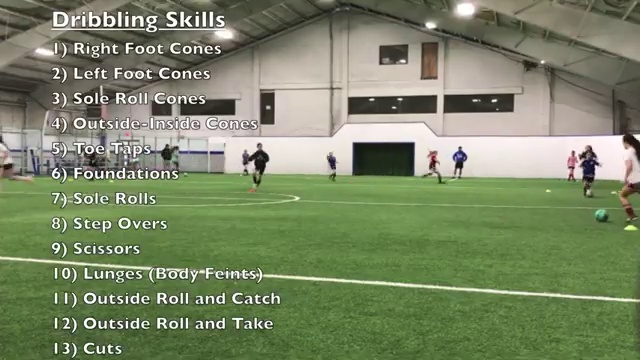 Dribbling Skills
1) Right Foot Cones
2) Left Foot Cones
3) Sole Roll Cones
4) Outside-Inside Cones
5) Toe Taps
6) Foundations
7) Sole Rolls
8) Step Overs
9) Scissors
10) Lunges (Body Feints)
11) Outside Roll and Catch
12) Outside Roll and Take
13) Cuts